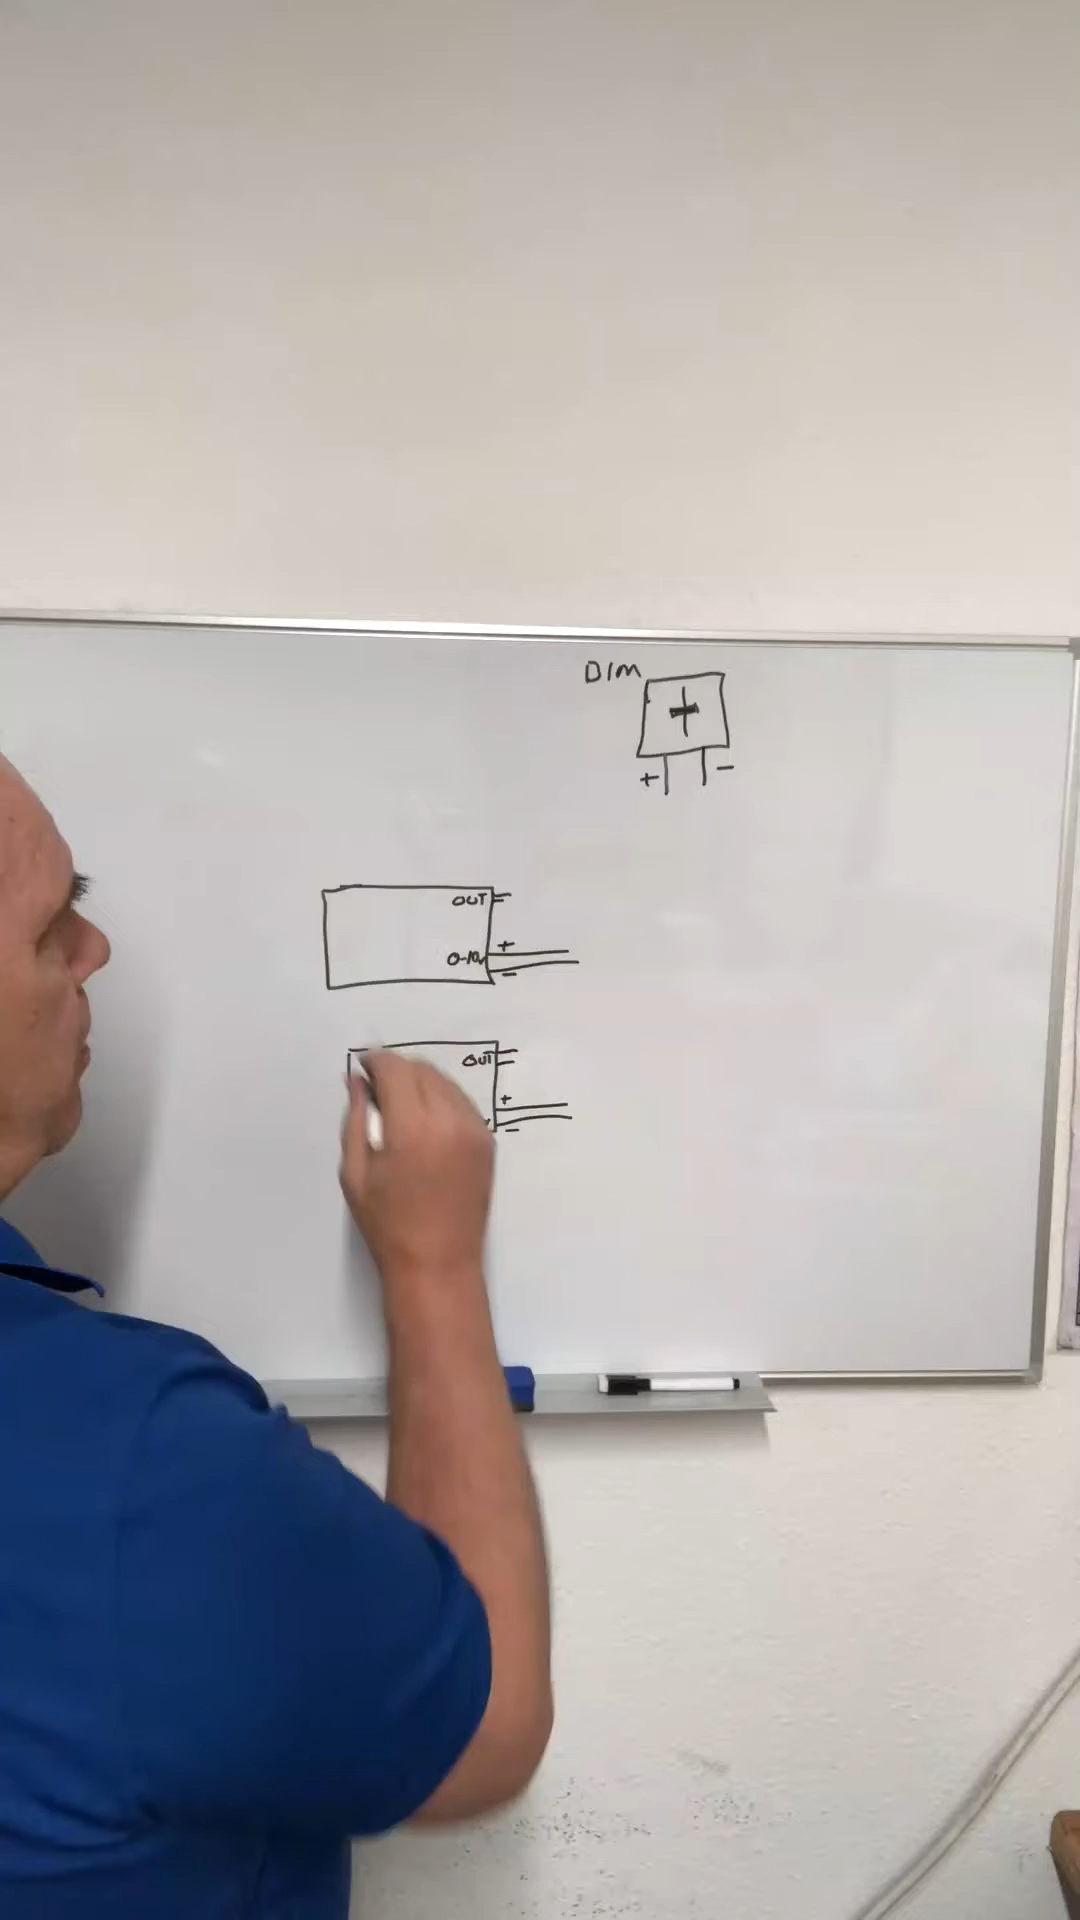 DIM
+ -
OUT
+
0-10v
-
OUT
+
-